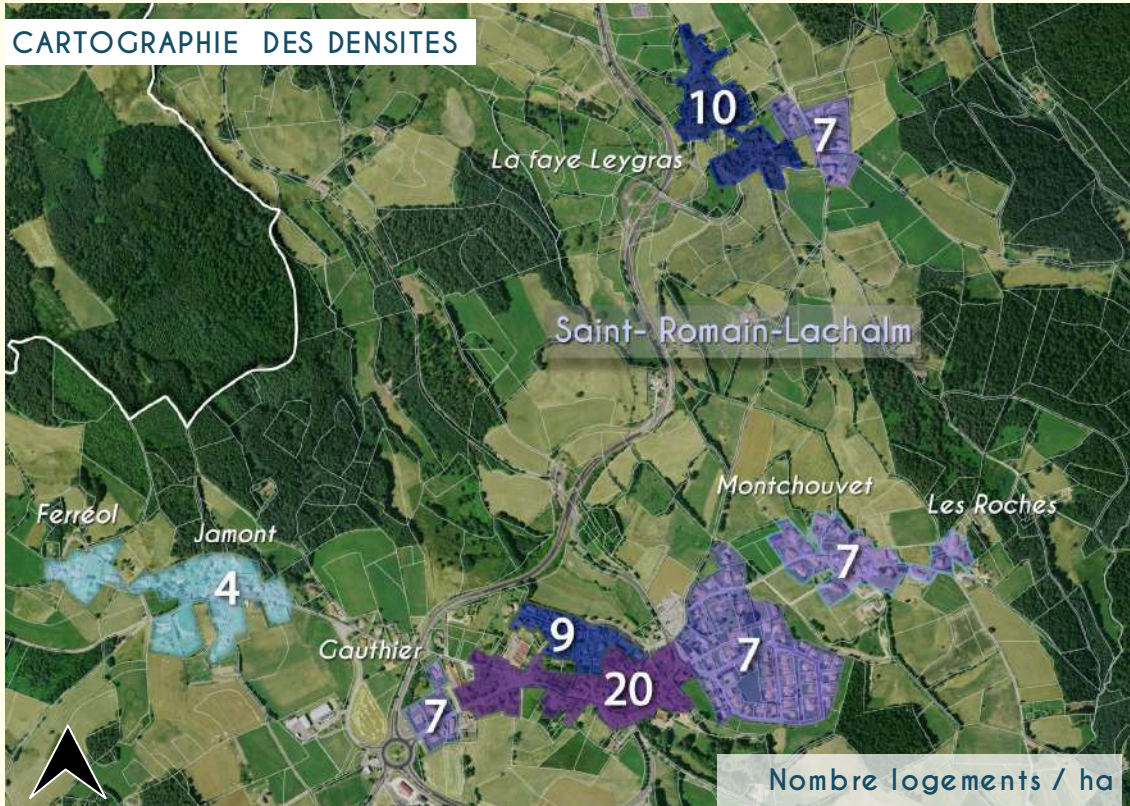 CARTOGRAPHIE DES DENSITES
10
7
La faye Leygras
Saint- Romain-Lachalm
Montchouvet
Les Roches
Ferréol
Jamont
7
4
9
Gauthier
7
20
7
Nombre logements / ha